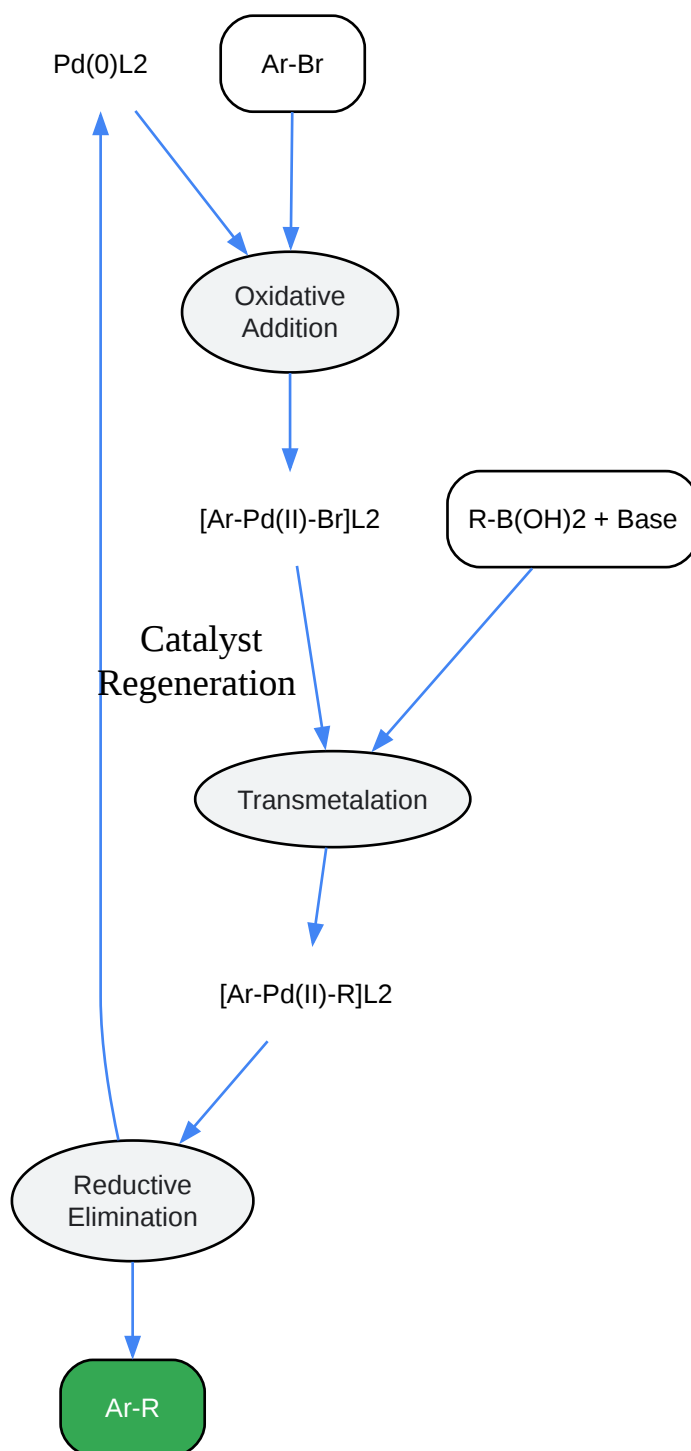 Pd(0)L2
Ar-Br
Oxidative
Addition
[Ar-Pd(II)-Br]L2
R-B(OH)2 + Base
Catalyst
Regeneration
Transmetalation
[Ar-Pd(II)-R]L2
Reductive
Elimination
Ar-R